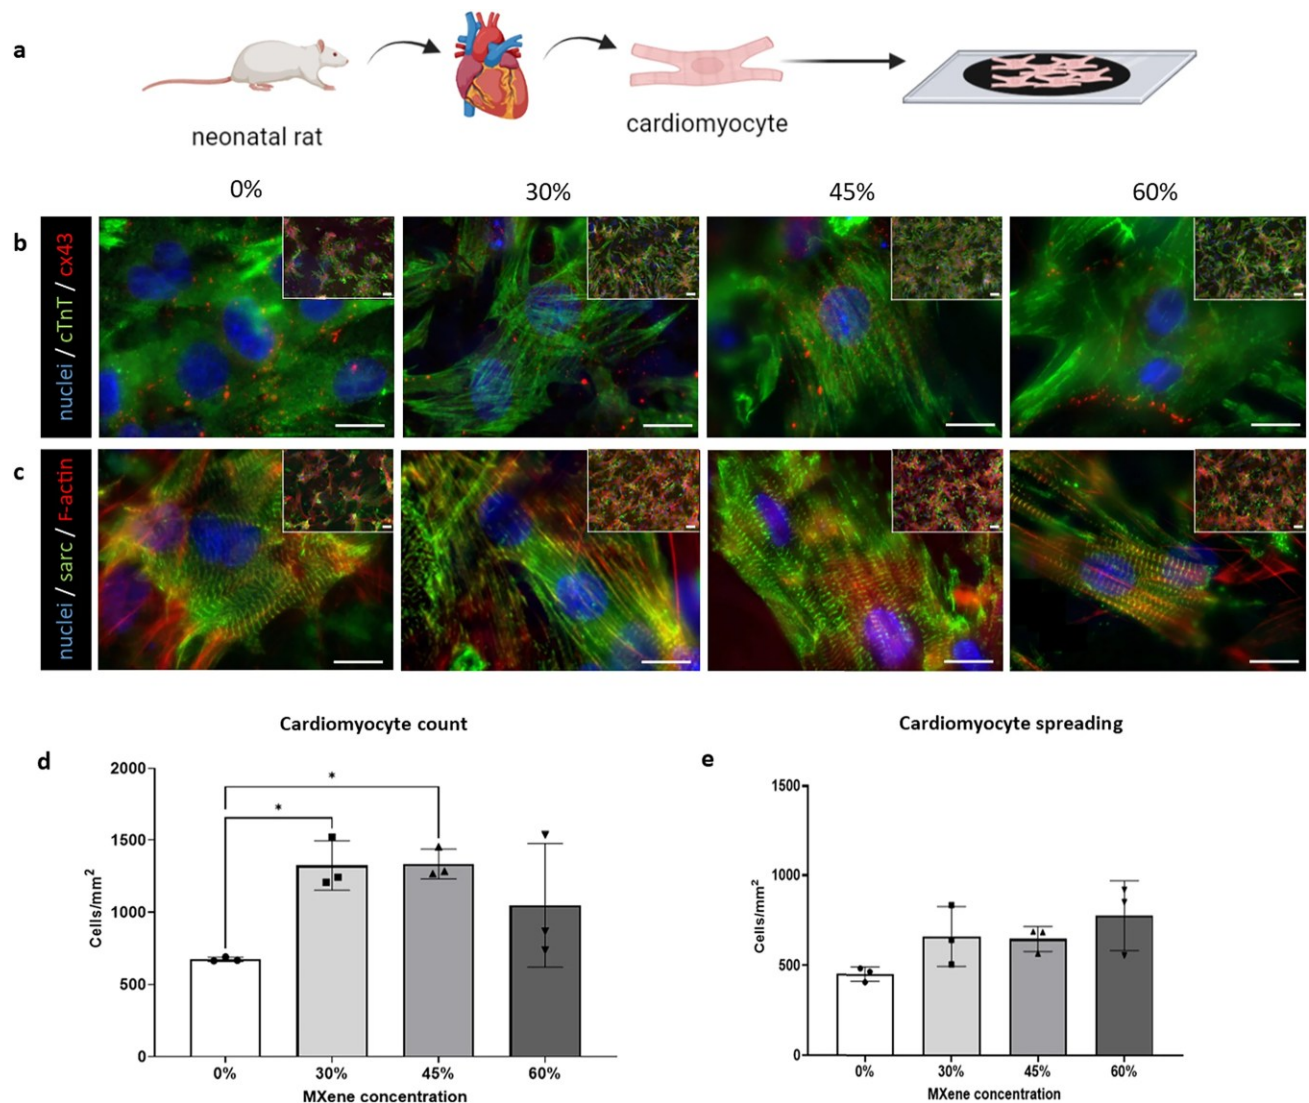 a
neonatal rat
cardiomyocyte
0% 30% 45% 60%
b
nuclei / cTnT / cx43
c
nuclei / sarc / F-actin
Cardiomyocyte count
d
Cells/mm2
2000
1500
1000
500
0
*
*
0% 30% 45% 60%
MXene concentration
Cardiomyocyte spreading
e
Cells/mm2
1500
1000
500
0
0% 30% 45% 60%
MXene concentration